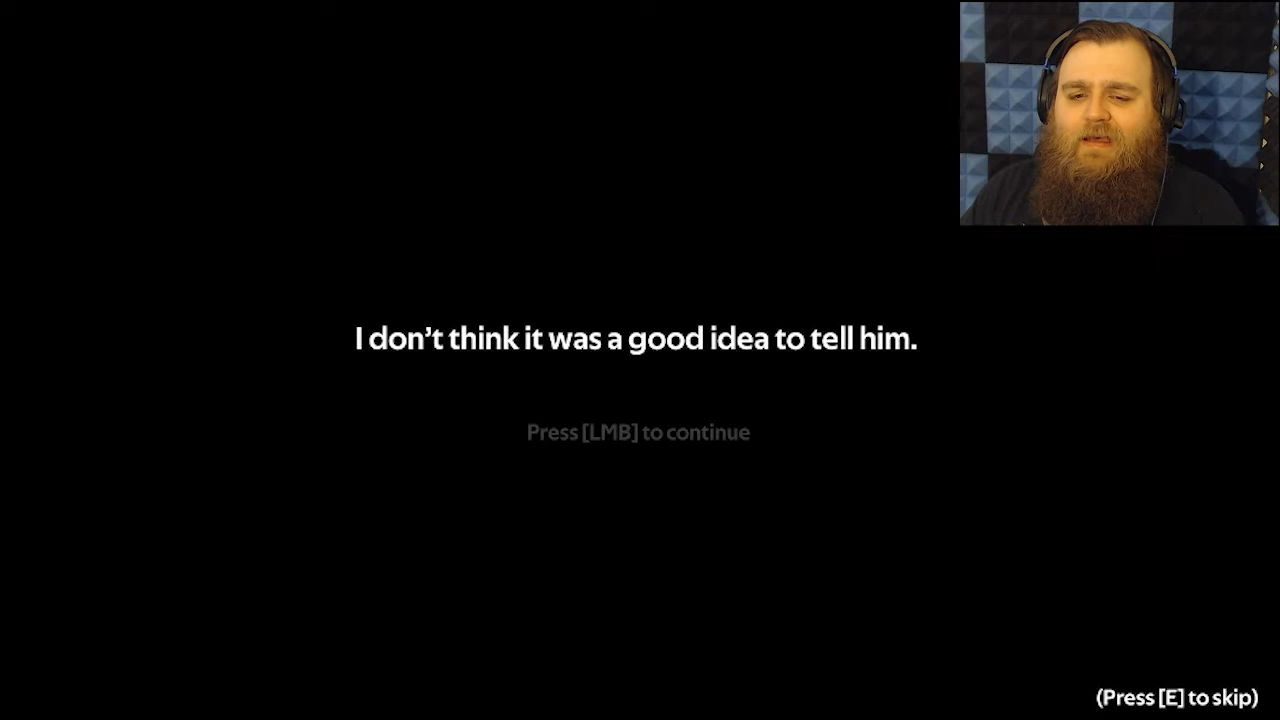 I don't think it was a good idea to tell him.
Press [LMB] to continue
(Press [E] to skip)